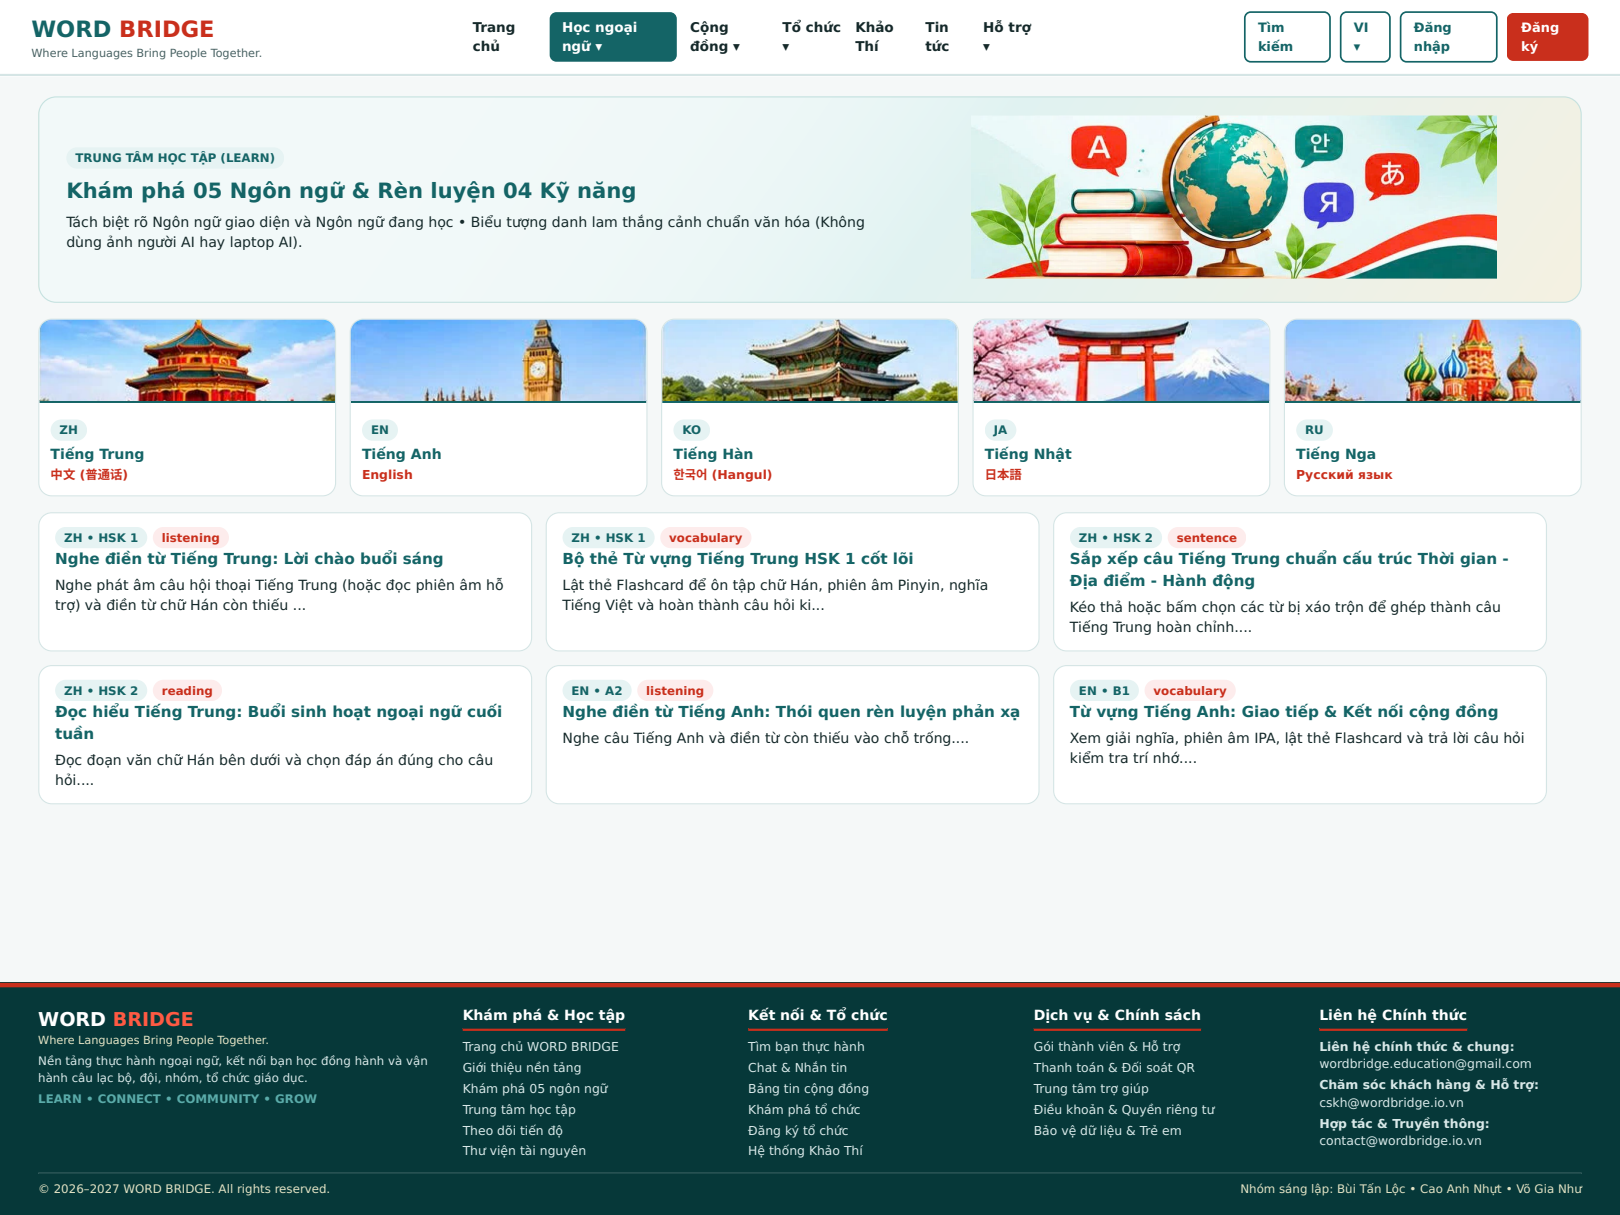 WORD BRIDGE
Where Languages Bring People Together.
Trang chủ
Học ngoại ngữ ▾
Cộng đồng ▾
Tổ chức ▾
Khảo Thí
Tin tức
Hỗ trợ ▾
Tìm kiếm
VI ▾
Đăng nhập
Đăng ký
TRUNG TÂM HỌC TẬP (LEARN)
Khám phá 05 Ngôn ngữ & Rèn luyện 04 Kỹ năng
Tách biệt rõ Ngôn ngữ giao diện và Ngôn ngữ đang học • Biểu tượng danh lam thắng cảnh chuẩn văn hóa (Không
dùng ảnh người AI hay laptop AI).
A
안
あ
Я
ZH
Tiếng Trung
中文 (普通话)
EN
Tiếng Anh
English
KO
Tiếng Hàn
한국어 (Hangul)
JA
Tiếng Nhật
日本語
RU
Tiếng Nga
Русский язык
ZH • HSK 1 listening
Nghe điền từ Tiếng Trung: Lời chào buổi sáng
Nghe phát âm câu hội thoại Tiếng Trung (hoặc đọc phiên âm hỗ
trợ) và điền từ chữ Hán còn thiếu ...
ZH • HSK 1 vocabulary
Bộ thẻ Từ vựng Tiếng Trung HSK 1 cốt lõi
Lật thẻ Flashcard để ôn tập chữ Hán, phiên âm Pinyin, nghĩa
Tiếng Việt và hoàn thành câu hỏi ki...
ZH • HSK 2 sentence
Sắp xếp câu Tiếng Trung chuẩn cấu trúc Thời gian -
Địa điểm - Hành động
Kéo thả hoặc bấm chọn các từ bị xáo trộn để ghép thành câu
Tiếng Trung hoàn chỉnh....
ZH • HSK 2 reading
Đọc hiểu Tiếng Trung: Buổi sinh hoạt ngoại ngữ cuối
tuần
Đọc đoạn văn chữ Hán bên dưới và chọn đáp án đúng cho câu
hỏi....
EN • A2 listening
Nghe điền từ Tiếng Anh: Thói quen rèn luyện phản xạ
Nghe câu Tiếng Anh và điền từ còn thiếu vào chỗ trống....
EN • B1 vocabulary
Từ vựng Tiếng Anh: Giao tiếp & Kết nối cộng đồng
Xem giải nghĩa, phiên âm IPA, lật thẻ Flashcard và trả lời câu hỏi
kiểm tra trí nhớ....
WORD BRIDGE
Where Languages Bring People Together.
Nền tảng thực hành ngoại ngữ, kết nối bạn học đồng hành và vận
hành câu lạc bộ, đội, nhóm, tổ chức giáo dục.
LEARN • CONNECT • COMMUNITY • GROW
Khám phá & Học tập
Trang chủ WORD BRIDGE
Giới thiệu nền tảng
Khám phá 05 ngôn ngữ
Trung tâm học tập
Theo dõi tiến độ
Thư viện tài nguyên
Kết nối & Tổ chức
Tìm bạn thực hành
Chat & Nhắn tin
Bảng tin cộng đồng
Khám phá tổ chức
Đăng ký tổ chức
Hệ thống Khảo Thí
Dịch vụ & Chính sách
Gói thành viên & Hỗ trợ
Thanh toán & Đối soát QR
Trung tâm trợ giúp
Điều khoản & Quyền riêng tư
Bảo vệ dữ liệu & Trẻ em
Liên hệ Chính thức
Liên hệ chính thức & chung:
wordbridge.education@gmail.com
Chăm sóc khách hàng & Hỗ trợ:
cskh@wordbridge.io.vn
Hợp tác & Truyền thông:
contact@wordbridge.io.vn
© 2026–2027 WORD BRIDGE. All rights reserved.
Nhóm sáng lập: Bùi Tấn Lộc • Cao Anh Nhựt • Võ Gia Như